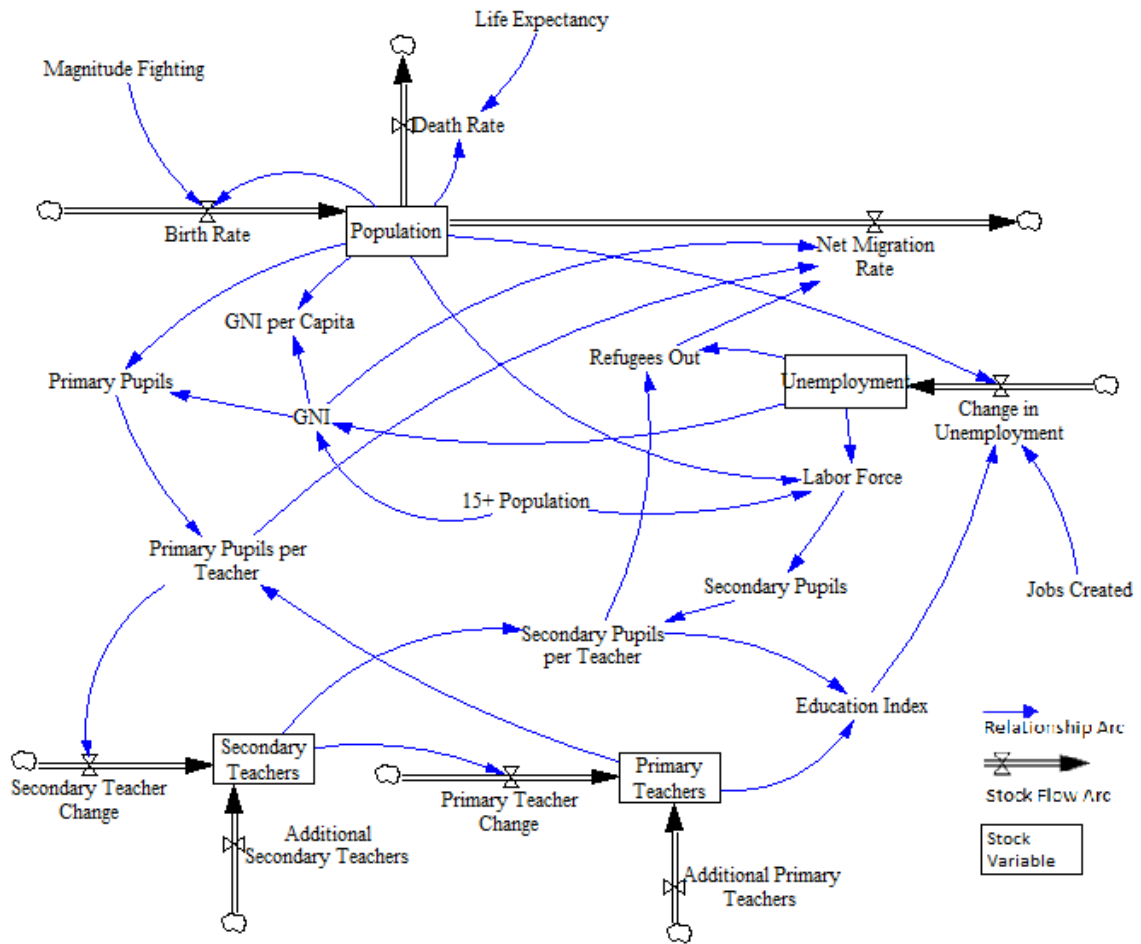 Life Expectancy
Magnitude Fighting
Death Rate
Birth Rate
Population
Net Migration
Rate
GNI per Capita
Refugees Out
Primary Pupils
Unemployment
GNI
Change in
Unemployment
Labor Force
15+ Population
Primary Pupils per
Teacher
Secondary Pupils
Jobs Created
Secondary Pupils
per Teacher
Education Index
Relationship Arc
Secondary
Teachers
Primary
Teachers
Secondary Teacher
Change
Primary Teacher
Change
Stock Flow Arc
Additional
Secondary Teachers
Stock
Variable
Additional Primary
Teachers